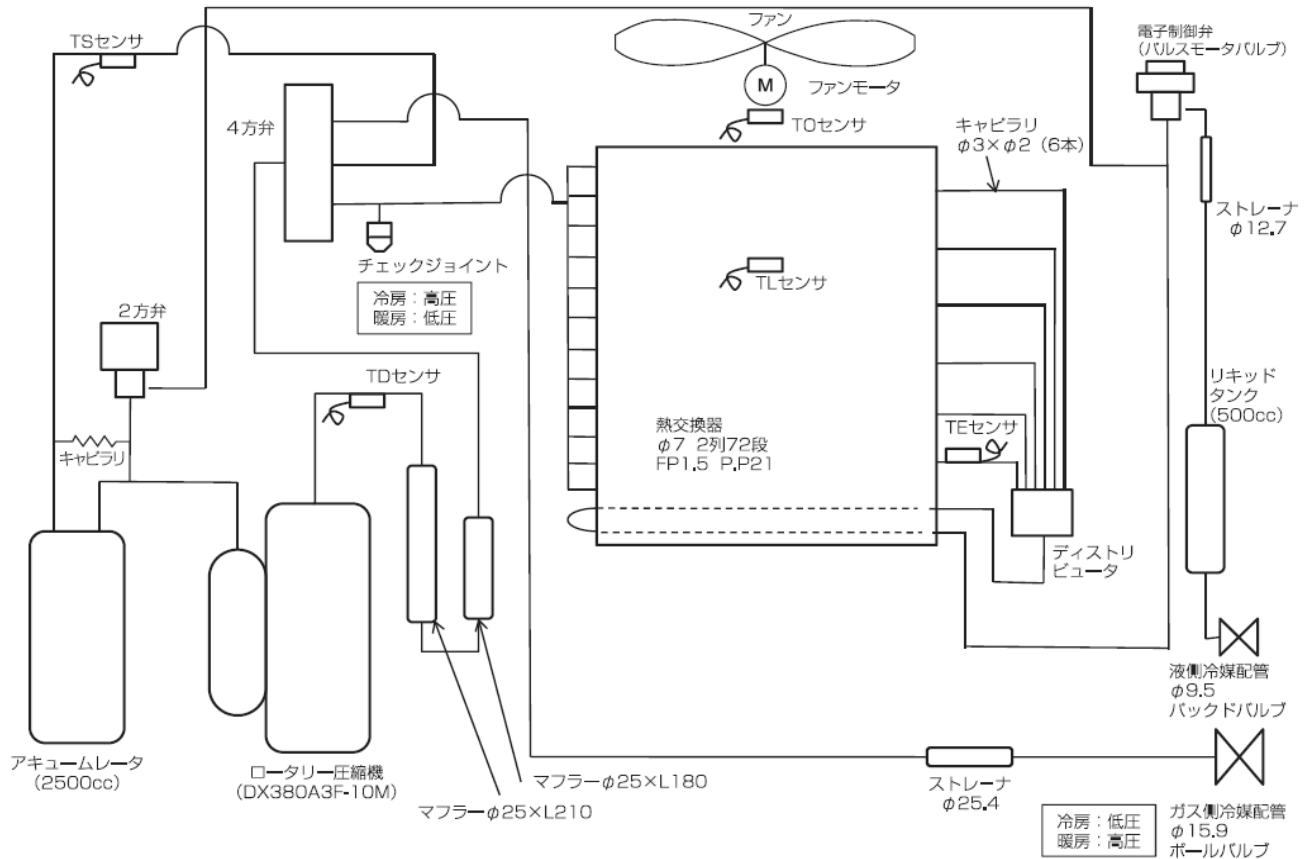 ファン
電子制御弁
(パルスモータバルブ)
TSセンサ
M
ファンモータ
4方弁
TOセンサ
キャピラリ
φ3×φ2 (6本)
ストレーナ
φ12.7
チェックジョイント
TLセンサ
冷房：高圧
暖房：低圧
2方弁
TDセンサ
リキッド
タンク
(500cc)
熱交換器
φ7 2列72段
FP1.5 P.P21
TEセンサ
キャピラリ
ディストリ
ビュータ
液側冷媒配管
φ9.5
パックドバルブ
アキュームレータ
(2500cc)
ロータリー圧縮機
(DX380A3F-10M)
マフラーφ25×L180
マフラーφ25×L210
ストレーナ
φ25.4
冷房：低圧
暖房：高圧
ガス側冷媒配管
φ15.9
ボールバルブ